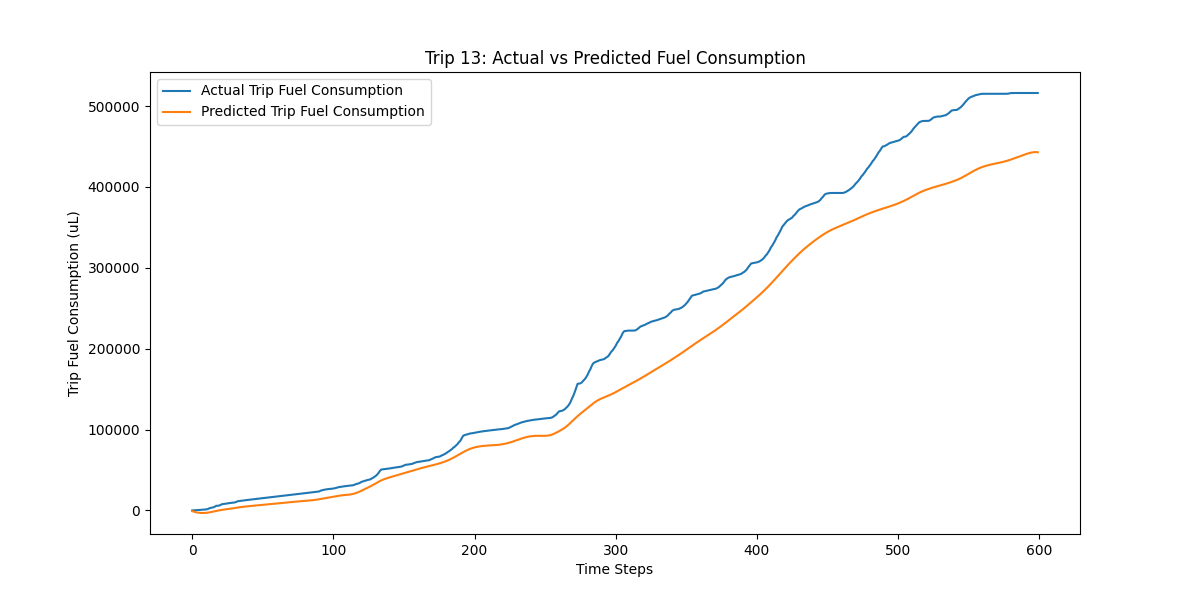 Trip 13: Actual vs Predicted Fuel Consumption
Actual Trip Fuel Consumption
Predicted Trip Fuel Consumption
Trip Fuel Consumption (uL)
500000
400000
300000
200000
100000
0
0 100 200 300 400 500 600
Time Steps